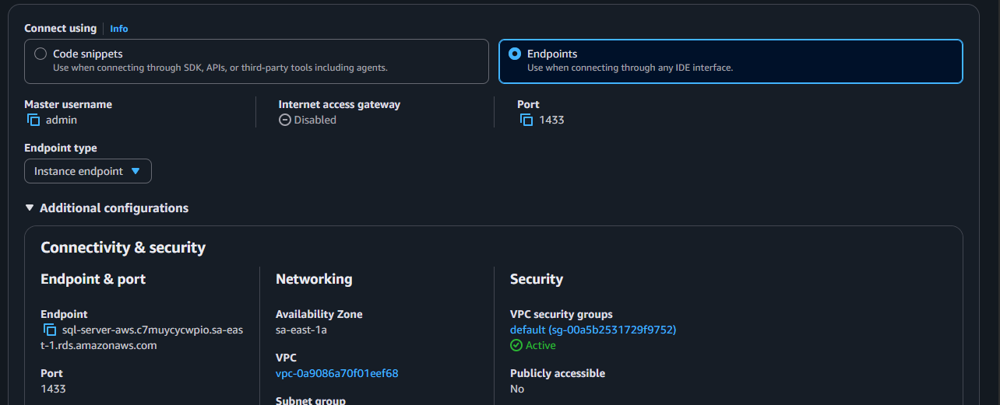 Connect using Info
Code snippets
Use when connecting through SDK, APIs, or third-party tools including agents.
Endpoints
Use when connecting through any IDE interface.
Master username
admin
Internet access gateway
Disabled
Port
1433
Endpoint type
Instance endpoint
Additional configurations
Connectivity & security
Endpoint & port
Endpoint
sql-server-aws.c7muycycwpio.sa-eas
t-1.rds.amazonaws.com
Port
1433
Networking
Availability Zone
sa-east-1a
VPC
vpc-0a9086a70f01eef68
Subnet group
Security
VPC security groups
default (sg-00a5b2531729f9752)
Active
Publicly accessible
No